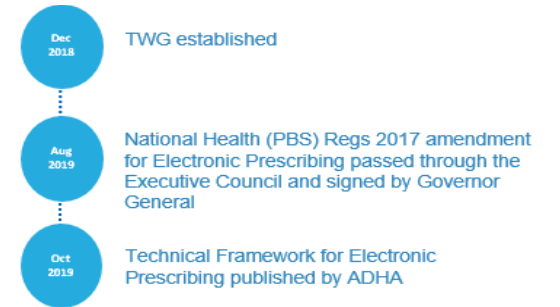 Dec
2018
TWG established
Aug
2019
National Health (PBS) Regs 2017 amendment
for Electronic Prescribing passed through the
Executive Council and signed by Governor
General
Oct
2019
Technical Framework for Electronic
Prescribing published by ADHA